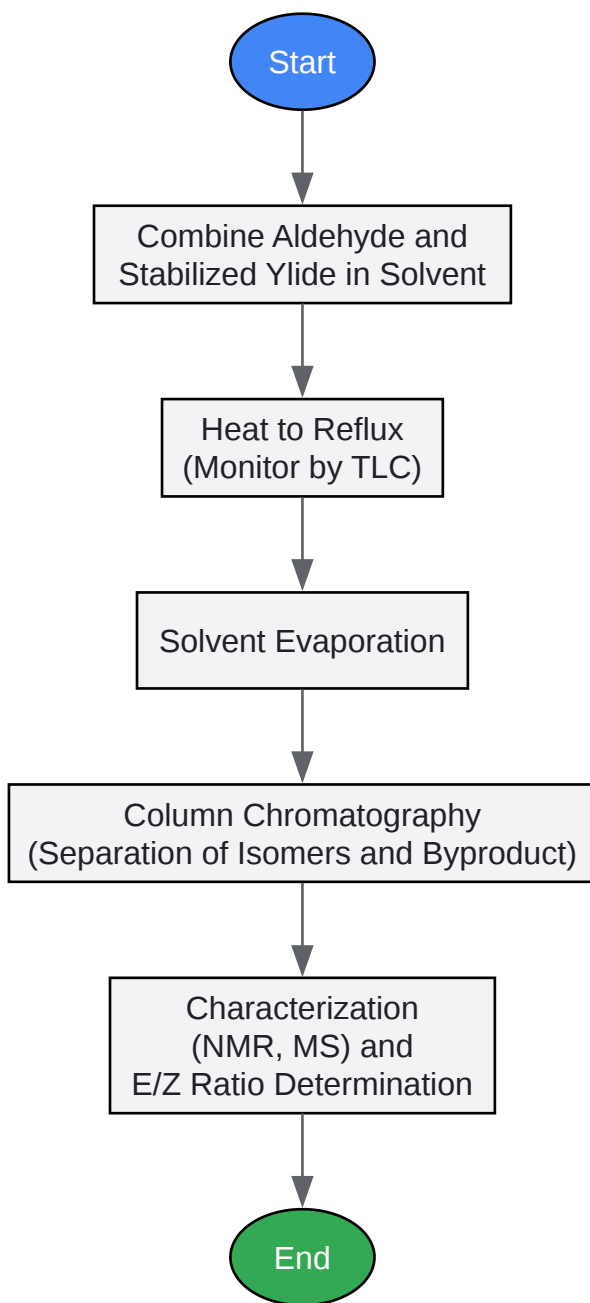 Start
Combine Aldehyde and
Stabilized Ylide in Solvent
Heat to Reflux
(Monitor by TLC)
Solvent Evaporation
Column Chromatography
(Separation of Isomers and Byproduct)
Characterization
(NMR, MS) and
E/Z Ratio Determination
End